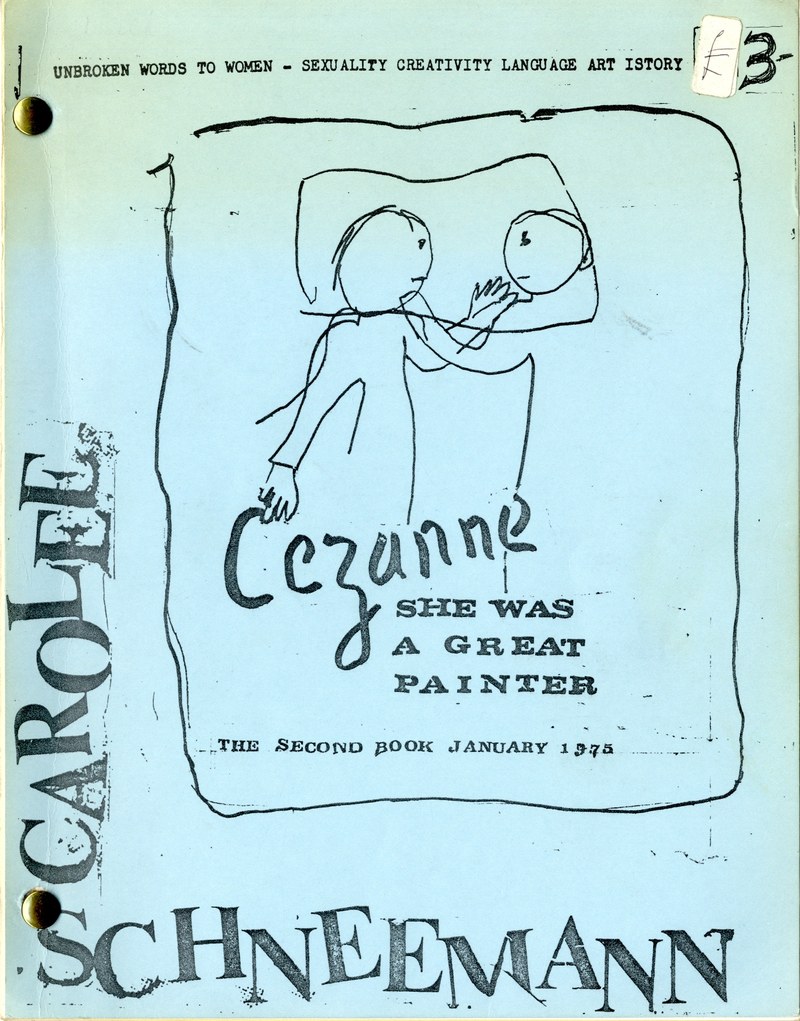 UNBROKEN WORDS TO WOMEN - SEXUALITY CREATIVITY LANGUAGE ART ISTORY
£ 3-
Cezanne
SHE WAS
A GREAT
PAINTER
THE SECOND BOOK JANUARY 1975
CAROLEE
SCHNEEMANN